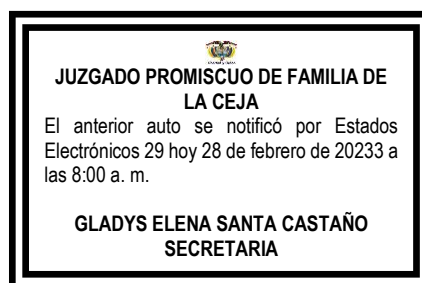 JUZGADO PROMISCUO DE FAMILIA DE
LA CEJA
El anterior auto se notificó por Estados
Electrónicos 29 hoy 28 de febrero de 20233 a
las 8:00 a. m.
GLADYS ELENA SANTA CASTAÑO
SECRETARIA